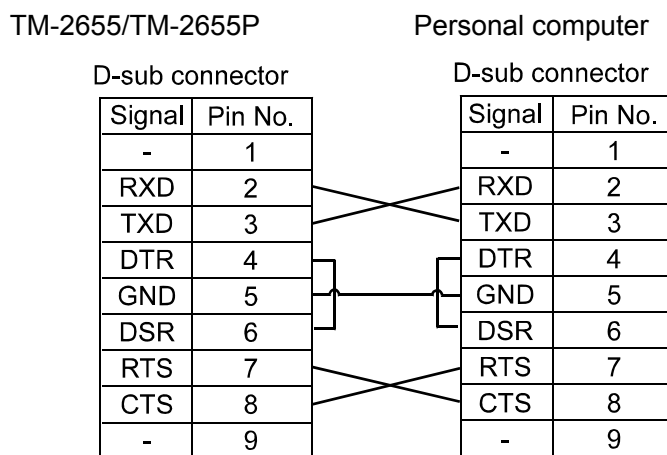 TM-2655/TM-2655P Personal computer
D-sub connector D-sub connector
Signal Pin No. Signal Pin No.
- 1 - 1
RXD 2 RXD 2
TXD 3 TXD 3
DTR 4 DTR 4
GND 5 GND 5
DSR 6 DSR 6
RTS 7 RTS 7
CTS 8 CTS 8
- 9 - 9